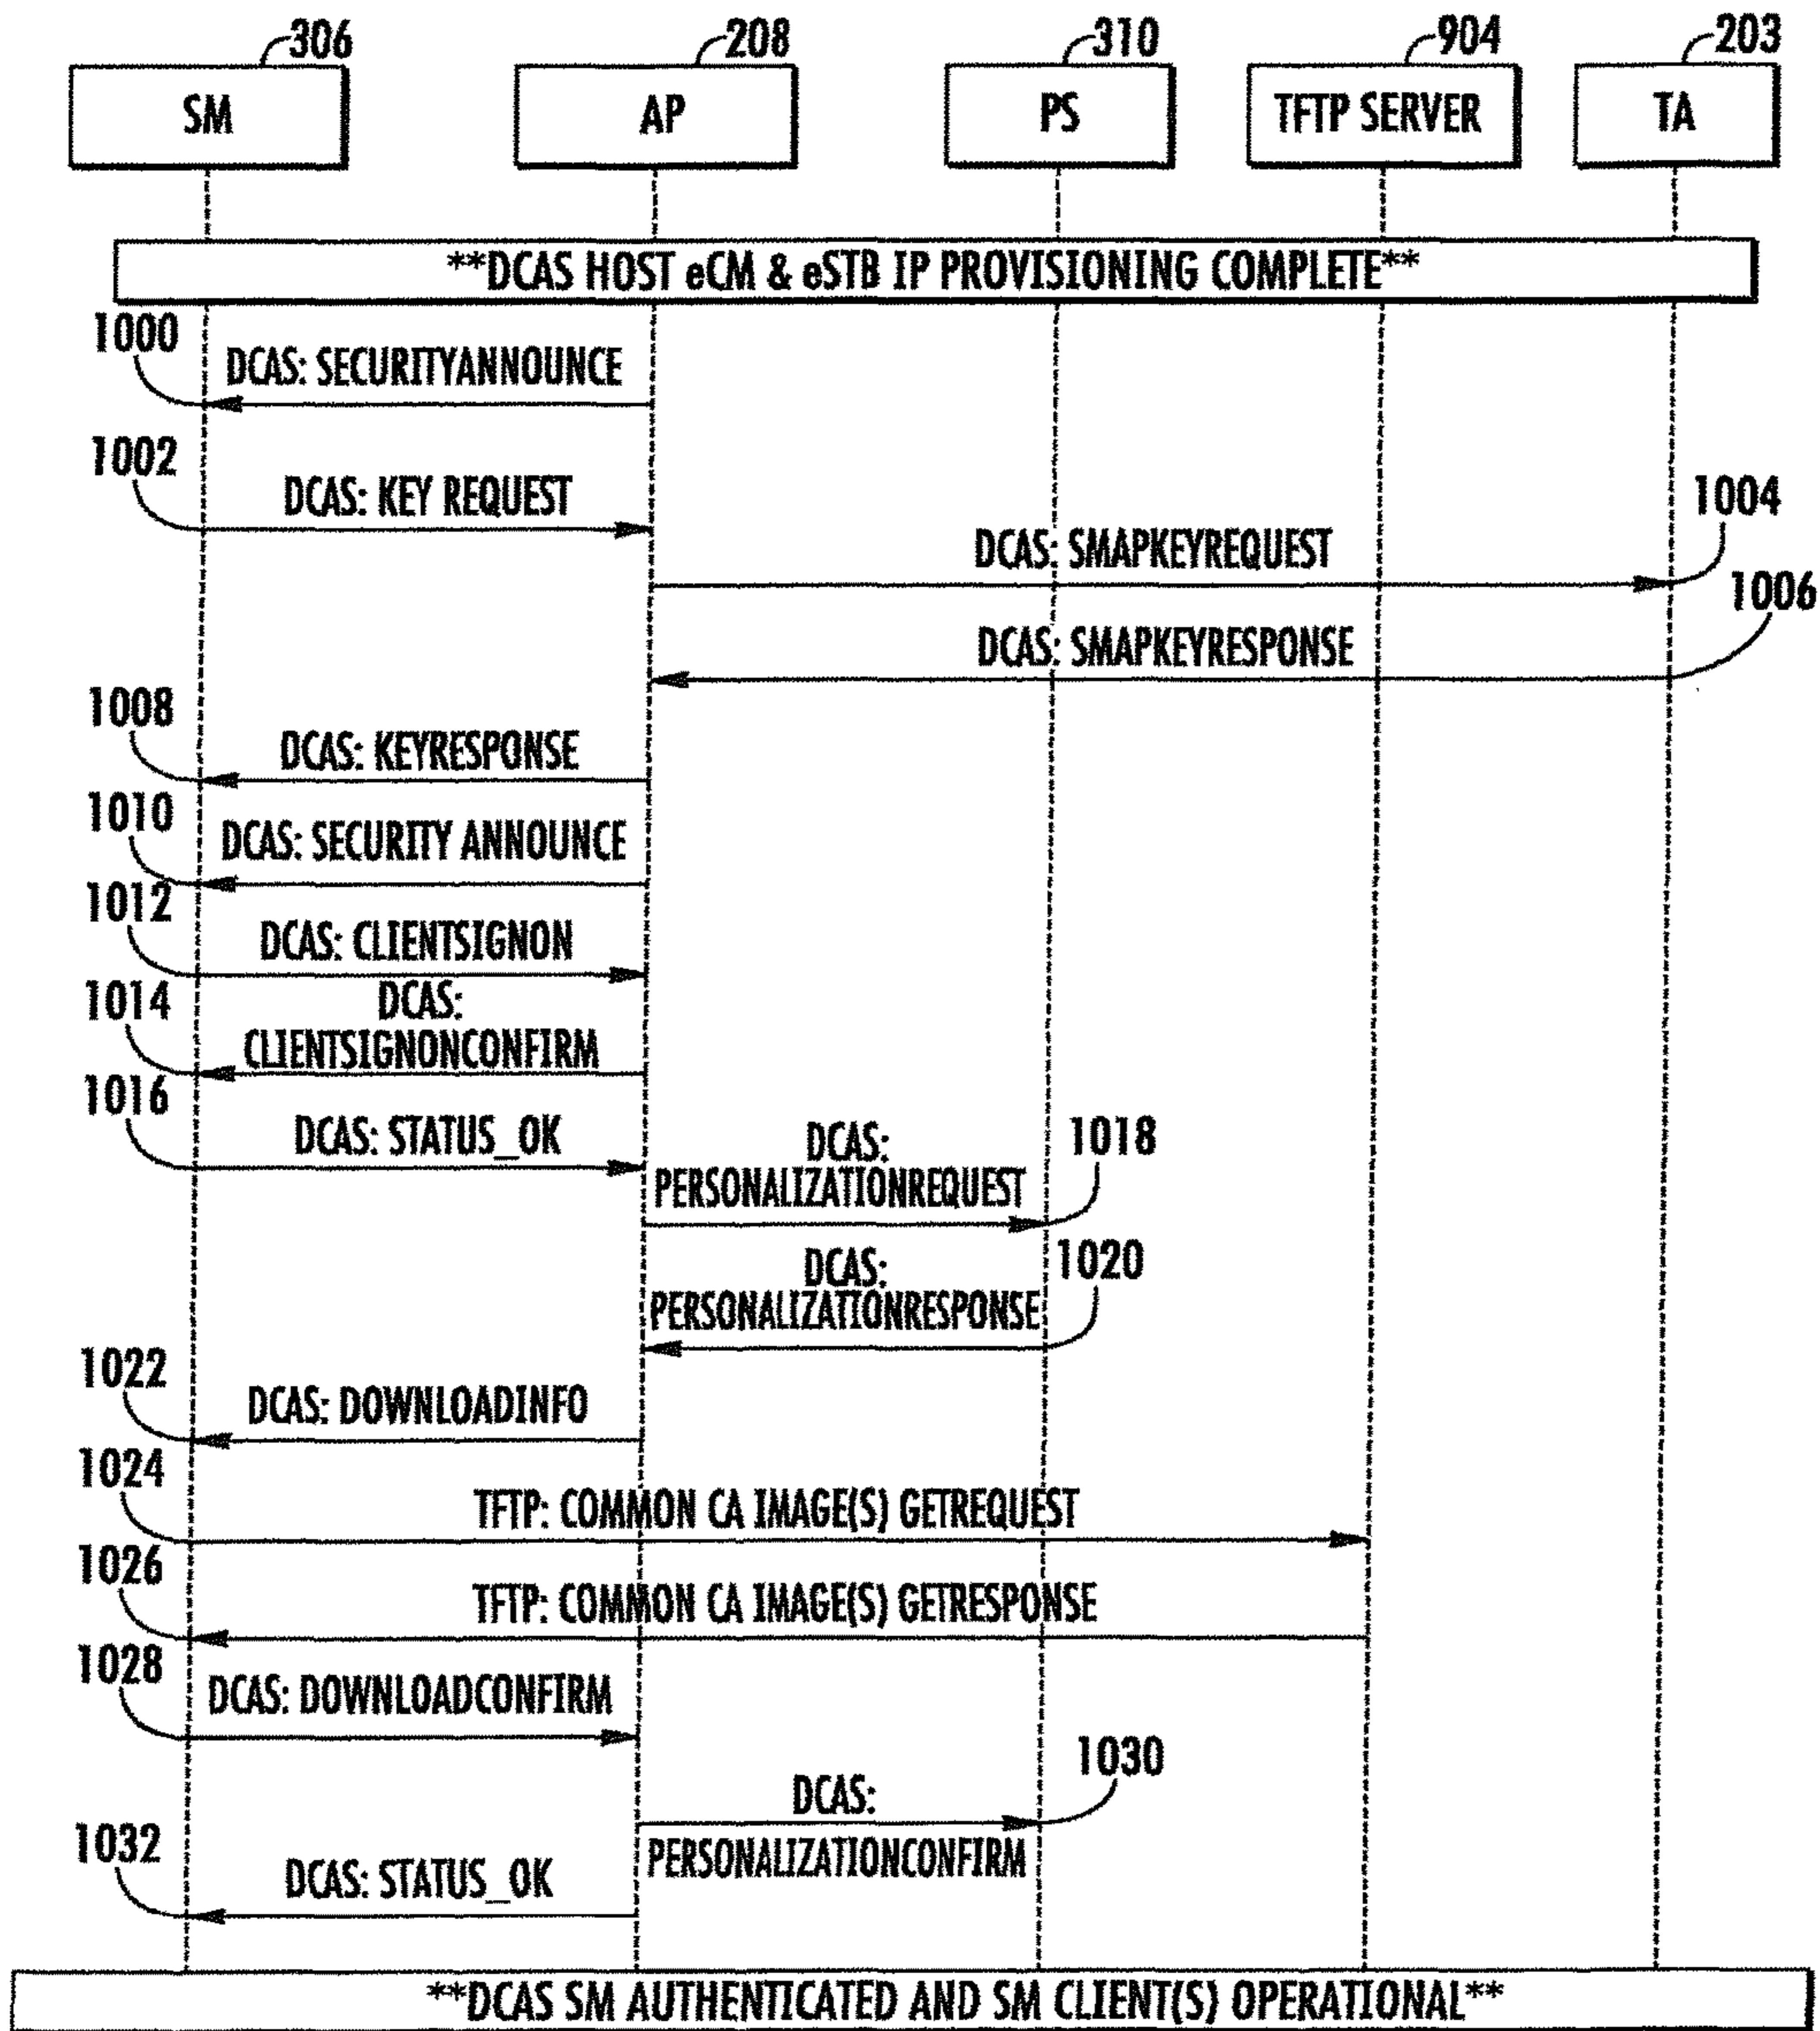 306
208
310
904
203
SM
AP
PS
TFTP SERVER
TA
**DCAS HOST eCM & eSTB IP PROVISIONING COMPLETE**
1000
DCAS: SECURITYANNOUNCE
1002
DCAS: KEY REQUEST
1004
DCAS: SMAPKEYREQUEST
1006
DCAS: SMAPKEYRESPONSE
1008
DCAS: KEYRESPONSE
1010
DCAS: SECURITY ANNOUNCE
1012
DCAS: CLIENTSIGNON
1014
DCAS:
CLIENTSIGNONCONFIRM
1016
DCAS: STATUS_OK
DCAS:
PERSONALIZATIONREQUEST
1018
DCAS:
PERSONALIZATIONRESPONSE
1020
1022
DCAS: DOWNLOADINFO
1024
TFTP: COMMON CA IMAGE(S) GETREQUEST
1026
TFTP: COMMON CA IMAGE(S) GETRESPONSE
1028
DCAS: DOWNLOADCONFIRM
1030
DCAS:
PERSONALIZATIONCONFIRM
1032
DCAS: STATUS_OK
**DCAS SM AUTHENTICATED AND SM CLIENT(S) OPERATIONAL**